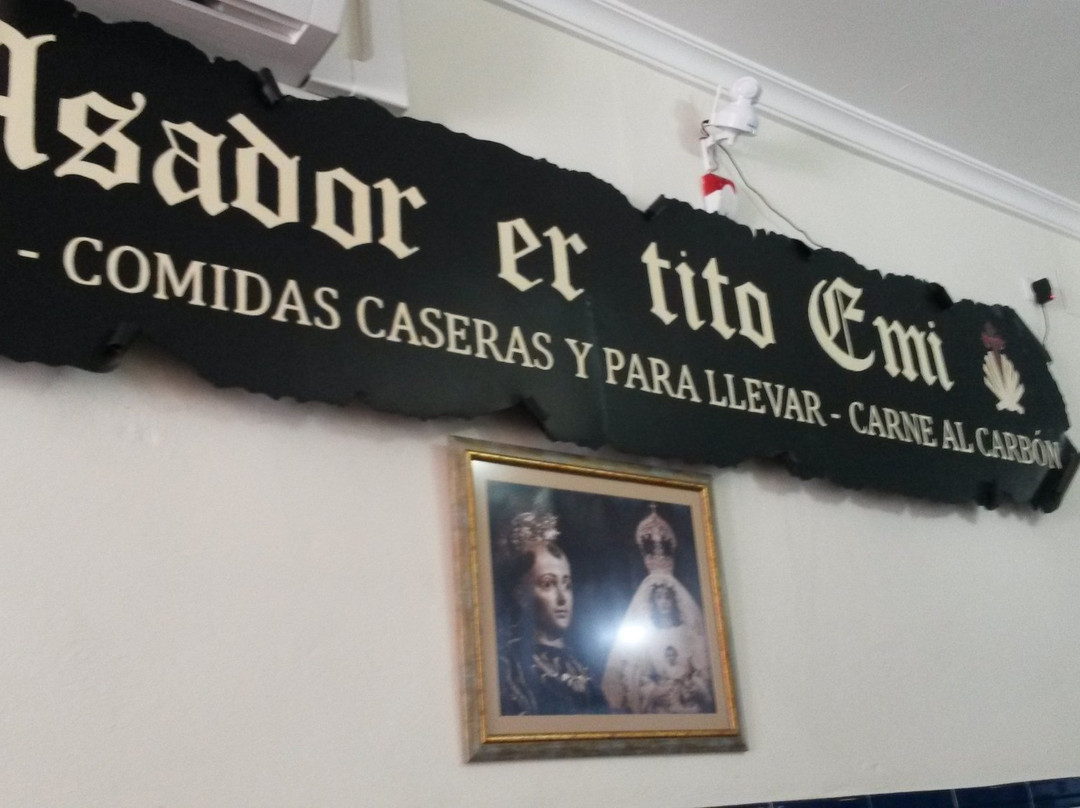 Asador er tito Emi
- COMIDAS CASERAS Y PARA LLEVAR - CARNE AL CARBÓN